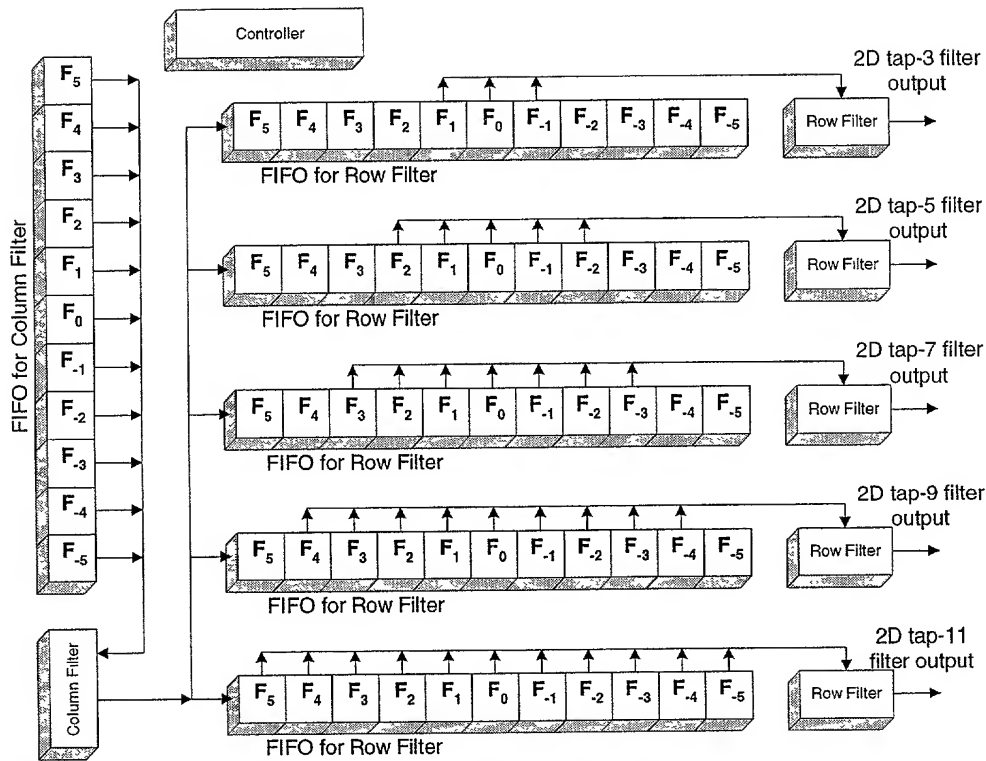 Controller
FIFO for Column Filter
F5
F4
F3
F2
F1
F0
F-1
F-2
F-3
F-4
F-5
Column Filter
2D tap-3 filter
output
F5 F4 F3 F2 F1 F0 F-1 F-2 F-3 F-4 F-5
Row Filter
FIFO for Row Filter
2D tap-5 filter
output
F5 F4 F3 F2 F1 F0 F-1 F-2 F-3 F-4 F-5
Row Filter
FIFO for Row Filter
2D tap-7 filter
output
F5 F4 F3 F2 F1 F0 F-1 F-2 F-3 F-4 F-5
Row Filter
FIFO for Row Filter
2D tap-9 filter
output
F5 F4 F3 F2 F1 F0 F-1 F-2 F-3 F-4 F-5
Row Filter
FIFO for Row Filter
2D tap-11
filter output
F5 F4 F3 F2 F1 F0 F-1 F-2 F-3 F-4 F-5
Row Filter
FIFO for Row Filter